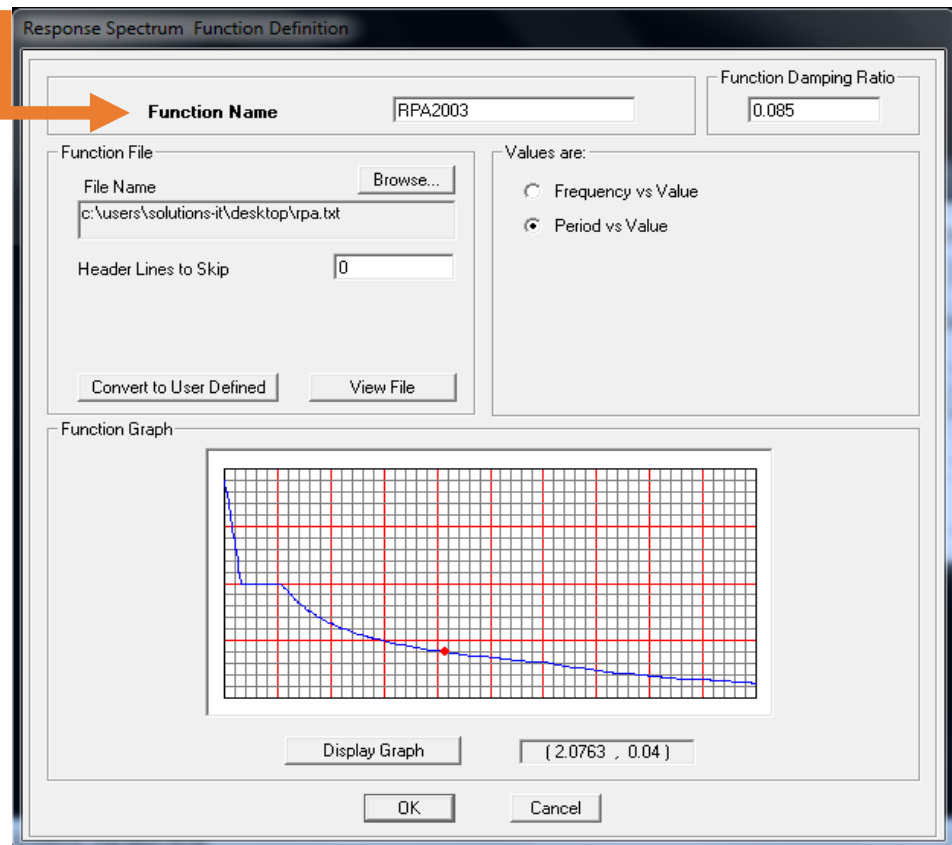 Response Spectrum Function Definition
Function Name
RPA2003
Function Damping Ratio
0.085
Function File
File Name
Browse...
c:\users\solutions-it\desktop\rpa.txt
Header Lines to Skip
0
Convert to User Defined
View File
Values are:
Frequency vs Value
Period vs Value
Function Graph
Display Graph
( 2.0763 , 0.04 )
OK
Cancel